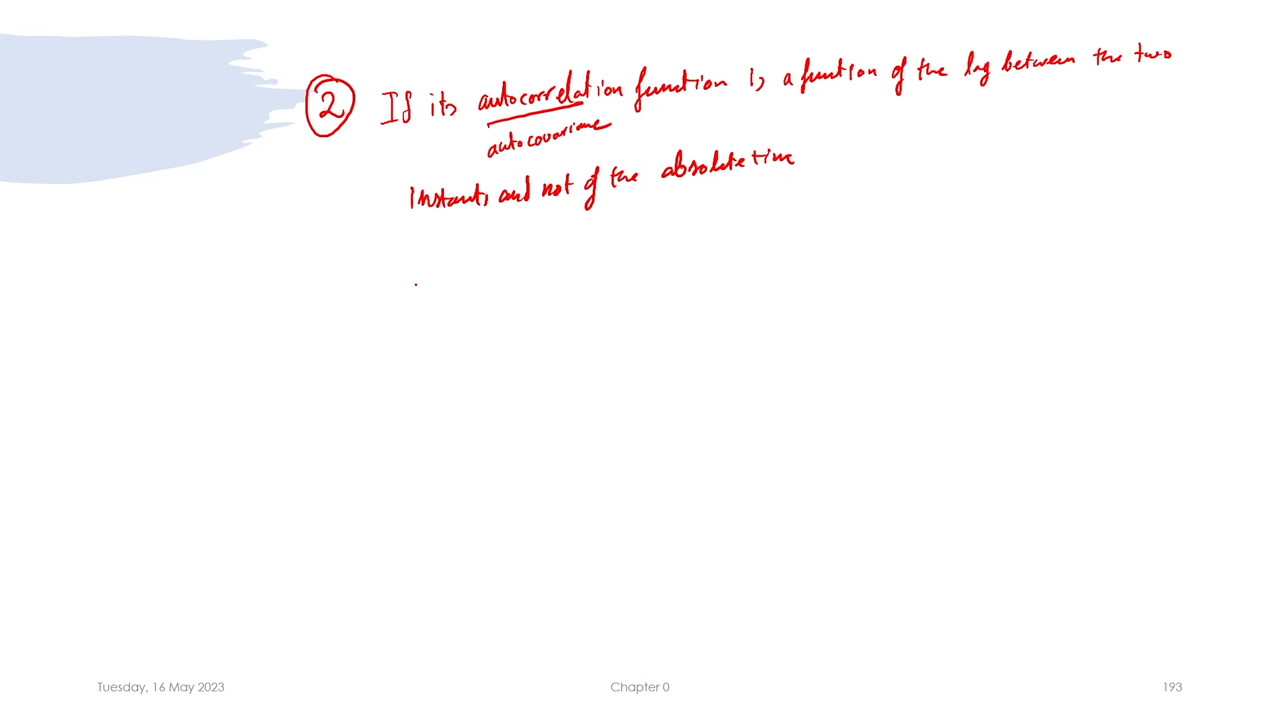 ② If its autocorrelation function is a function of the lag between the two
autocovariance
instants and not of the absolute time
Tuesday, 16 May 2023
Chapter 0
193